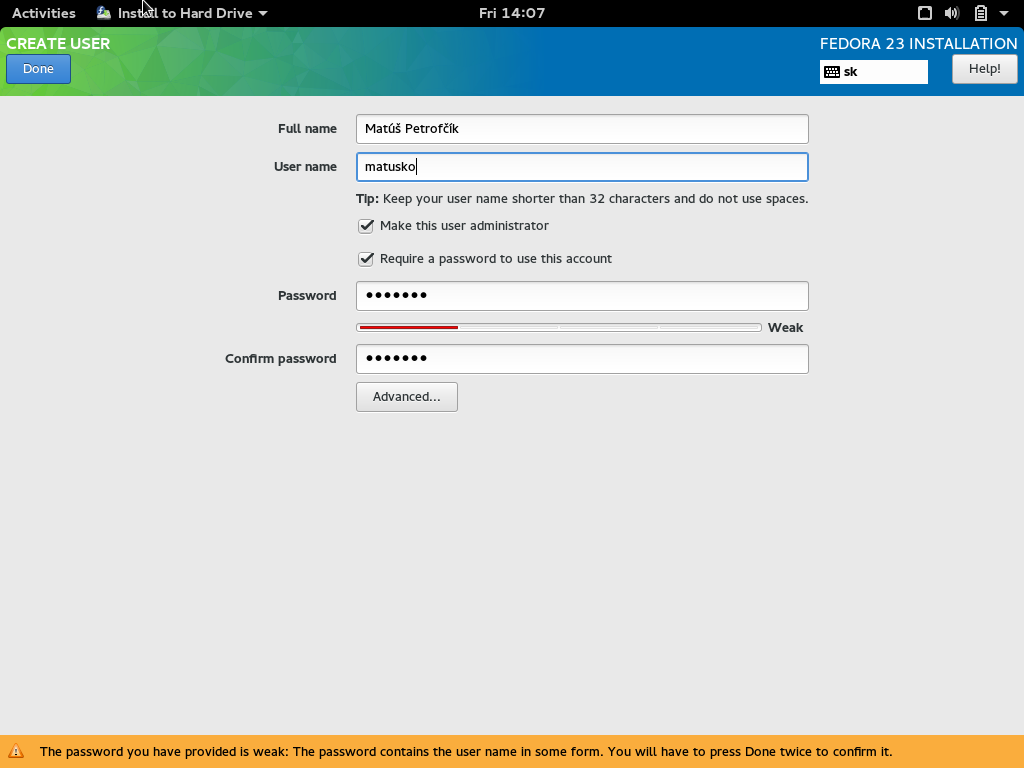 Activities Install to Hard Drive Fri 14:07
CREATE USER FEDORA 23 INSTALLATION
Done sk Help!
Full name Matúš Petrofčík
User name matusko
Tip: Keep your user name shorter than 32 characters and do not use spaces.
Make this user administrator
Require a password to use this account
Password •••••••
Weak
Confirm password •••••••
Advanced...
The password you have provided is weak: The password contains the user name in some form. You will have to press Done twice to confirm it.